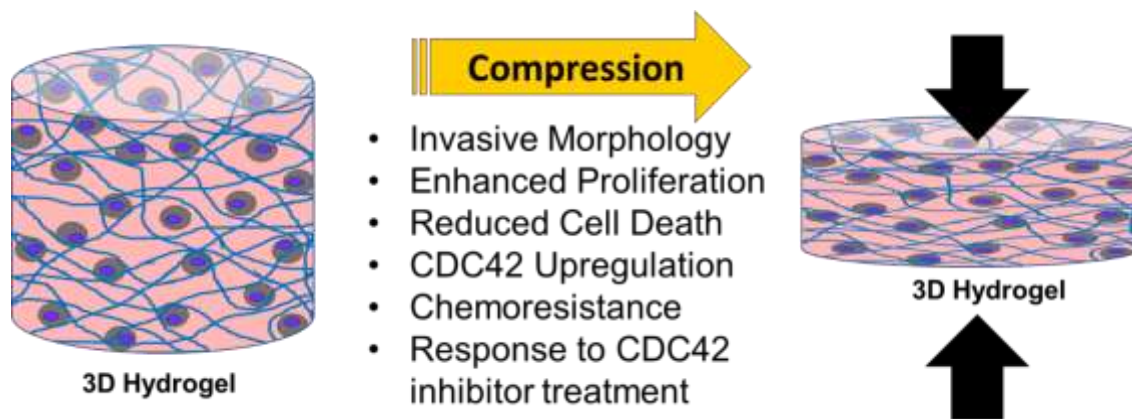 Compression
• Invasive Morphology
• Enhanced Proliferation
• Reduced Cell Death
• CDC42 Upregulation
• Chemoresistance
• Response to CDC42
inhibitor treatment
3D Hydrogel
3D Hydrogel